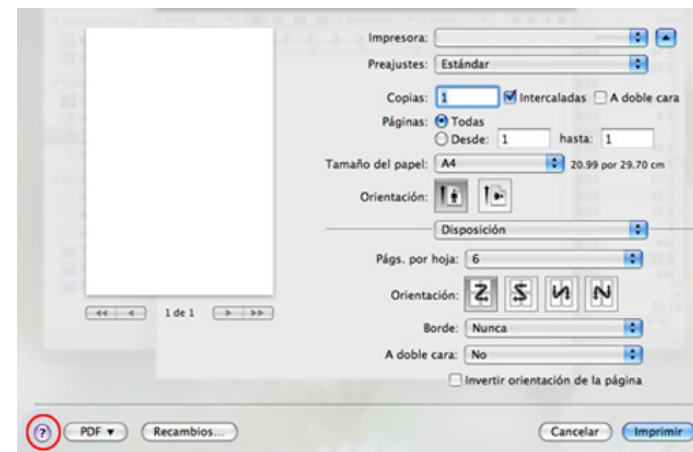 Impresora:
Preajustes: Estándar
Copias: 1 Intercaladas A doble cara
Páginas: Todas
Desde: 1 hasta: 1
Tamaño del papel: A4 20.99 por 29.70 cm
Orientación:
Disposición
Págs. por hoja: 6
Orientación:
1 de 1
Borde: Nunca
A doble cara: No
Invertir orientación de la página
? PDF Recambios... Cancelar Imprimir